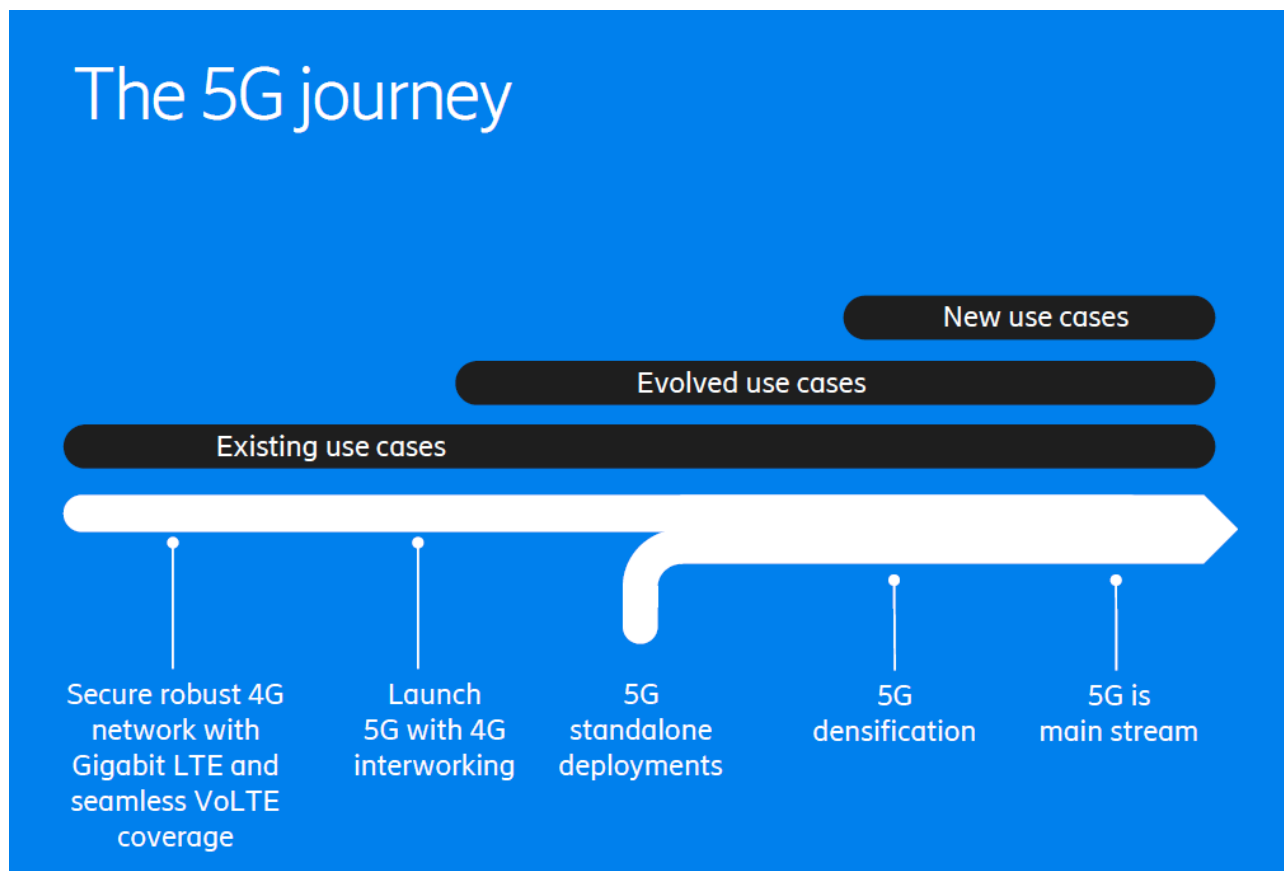 The 5G journey
New use cases
Evolved use cases
Existing use cases
Secure robust 4G
network with
Gigabit LTE and
seamless VoLTE
coverage
Launch
5G with 4G
interworking
5G
standalone
deployments
5G
densification
5G is
main stream